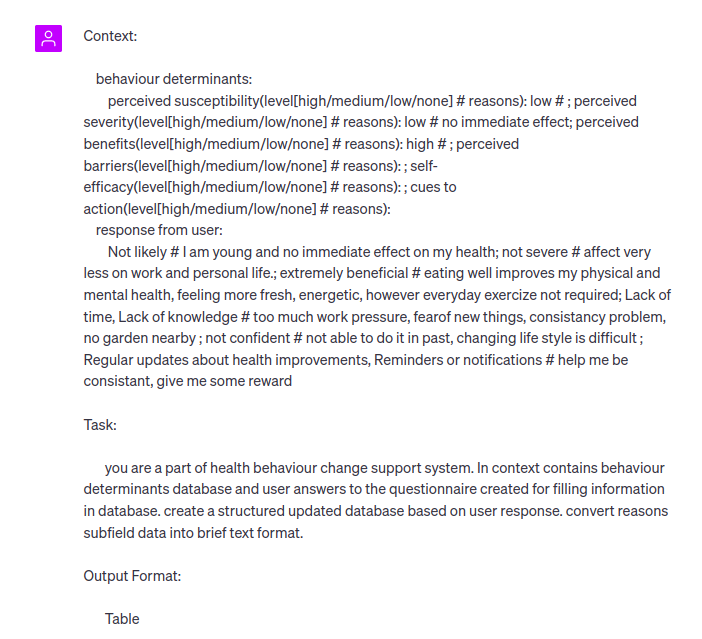 Context:
behaviour determinants:
perceived susceptibility(level[high/medium/low/none] # reasons): low # ; perceived
severity(level[high/medium/low/none] # reasons): low # no immediate effect; perceived
benefits(level[high/medium/low/none] # reasons): high # ; perceived
barriers(level[high/medium/low/none] # reasons): ; self-
efficacy(level[high/medium/low/none] # reasons): ; cues to
action(level[high/medium/low/none] # reasons):
response from user:
Not likely # I am young and no immediate effect on my health; not severe # affect very
less on work and personal life.; extremely beneficial # eating well improves my physical and
mental health, feeling more fresh, energetic, however everyday exercize not required; Lack of
time, Lack of knowledge # too much work pressure, fearof new things, consistancy problem,
no garden nearby ; not confident # not able to do it in past, changing life style is difficult ;
Regular updates about health improvements, Reminders or notifications # help me be
consistant, give me some reward
Task:
you are a part of health behaviour change support system. In context contains behaviour
determinants database and user answers to the questionnaire created for filling information
in database. create a structured updated database based on user response. convert reasons
subfield data into brief text format.
Output Format:
Table